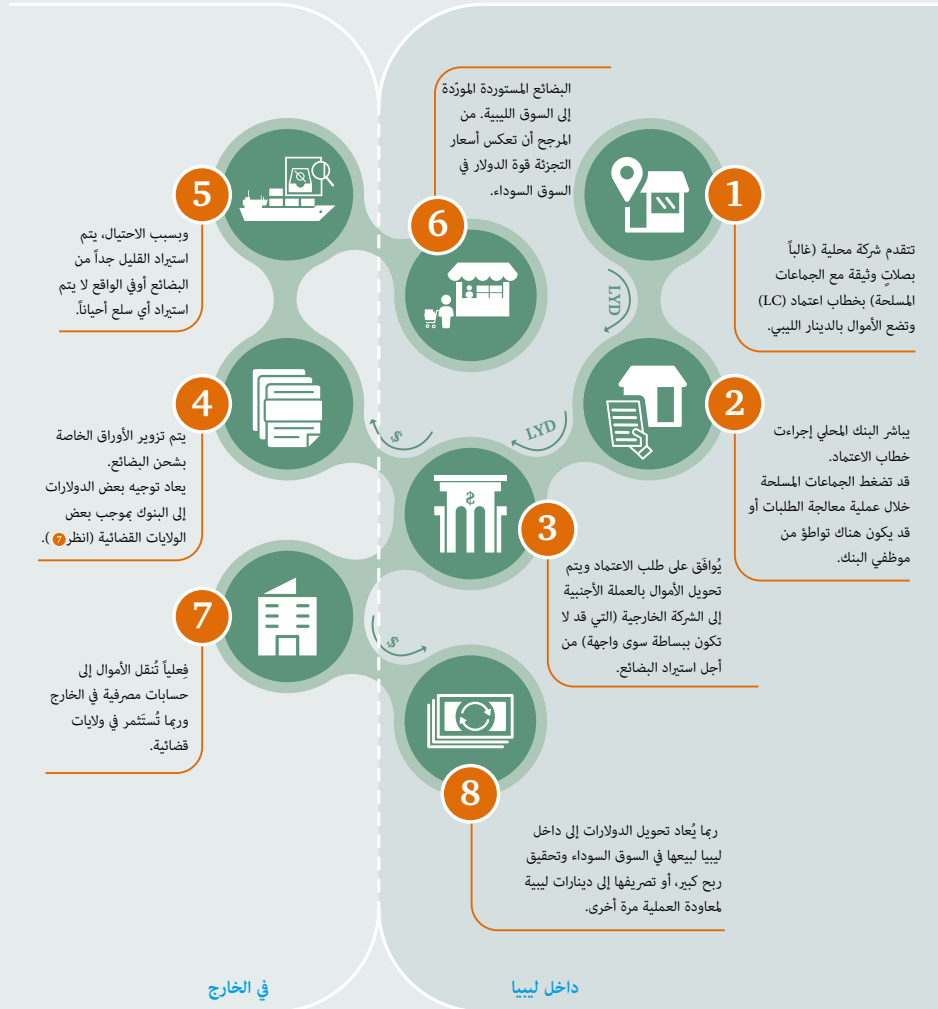 1
تتقدم شركة محلية (غالباً
بصلاتٍ وثيقة مع الجماعات
المسلحة) بخطاب اعتماد (LC)
وتضع الأموال بالدينار الليبي.
LYD
2
يباشر البنك المحلي إجراءت
خطاب الاعتماد.
قد تضغط الجماعات المسلحة
خلال عملية معالجة الطلبات أو
قد يكون هناك تواطؤ من
موظفي البنك.
LYD
3
$
يُوافَق على طلب الاعتماد ويتم
تحويل الأموال بالعملة الأجنبية
إلى الشركة الخارجية (التي قد لا
تكون ببساطة سوى واجهة) من
أجل استيراد البضائع.
$
4
يتم تزوير الأوراق الخاصة
بشحن البضائع.
يعاد توجيه بعض الدولارات
إلى البنوك بموجب بعض
الولايات القضائية (انظر 7 ).
5
وبسبب الاحتيال، يتم
استيراد القليل جداً من
البضائع أوفي الواقع لا يتم
استيراد أي سلع أحياناً.
6
البضائع المستوردة المورّدة
إلى السوق الليبية. من
المرجح أن تعكس أسعار
التجزئة قوة الدولار في
السوق السوداء.
7
فِعلياً تُنقل الأموال إلى
حسابات مصرفية في الخارج
وربما تُستَثمر في ولايات
قضائية.
$
8
ربما يُعاد تحويل الدولارات إلى داخل
ليبيا لبيعها في السوق السوداء وتحقيق
ربح كبير، أو تصريفها إلى دينارات ليبية
لمعاودة العملية مرة أخرى.
داخل ليبيا
في الخارج